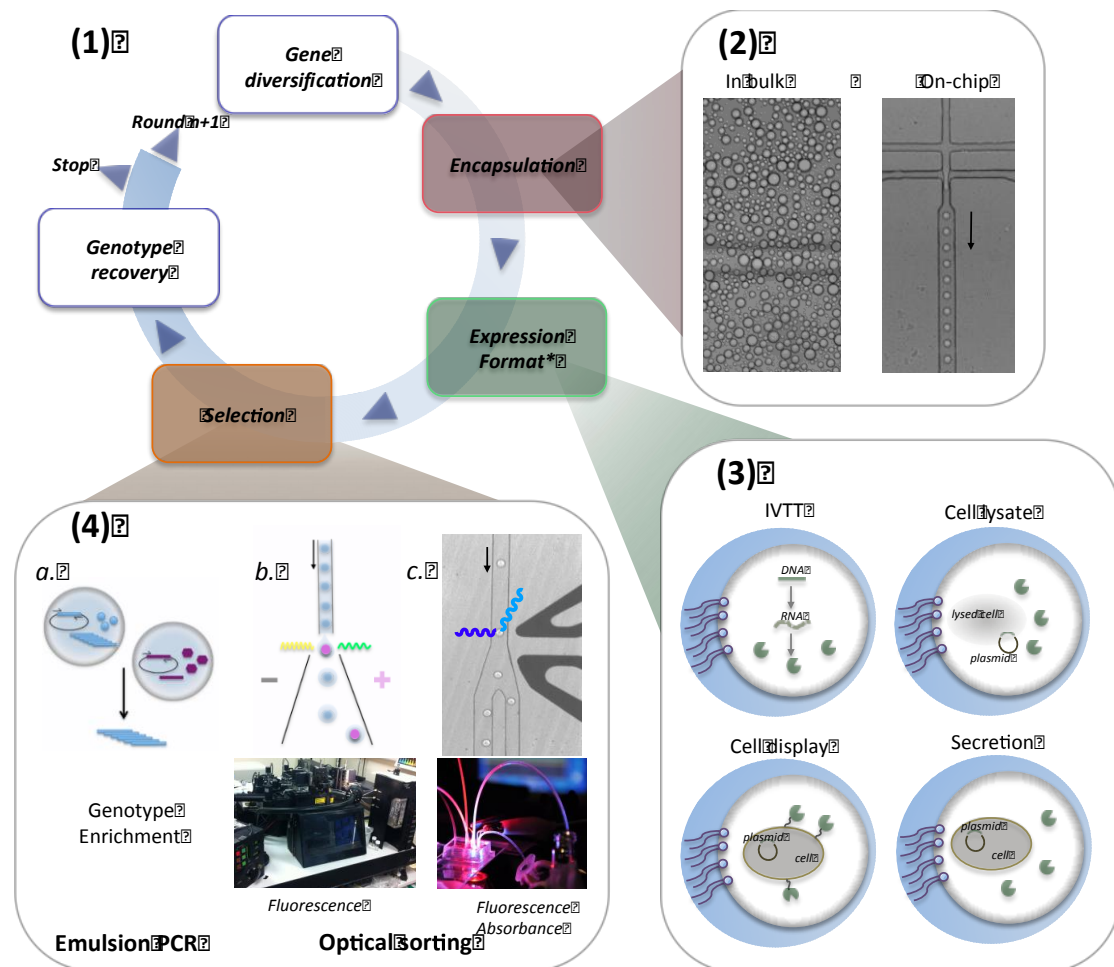 (1)
Gene
diversification
Round n+1
Stop
Encapsulation
Genotype
recovery
Expression
Format*
Selection
(2)
In bulk
On-chip
(3)
IVTT
DNA
RNA
Cell lysate
lysed cell
plasmid
Cell display
plasmid
cell
Secretion
plasmid
cell
(4)
a.
b.
c.
−
+
Genotype
Enrichment
Fluorescence
Fluorescence
Absorbance
Emulsion PCR
Optical sorting